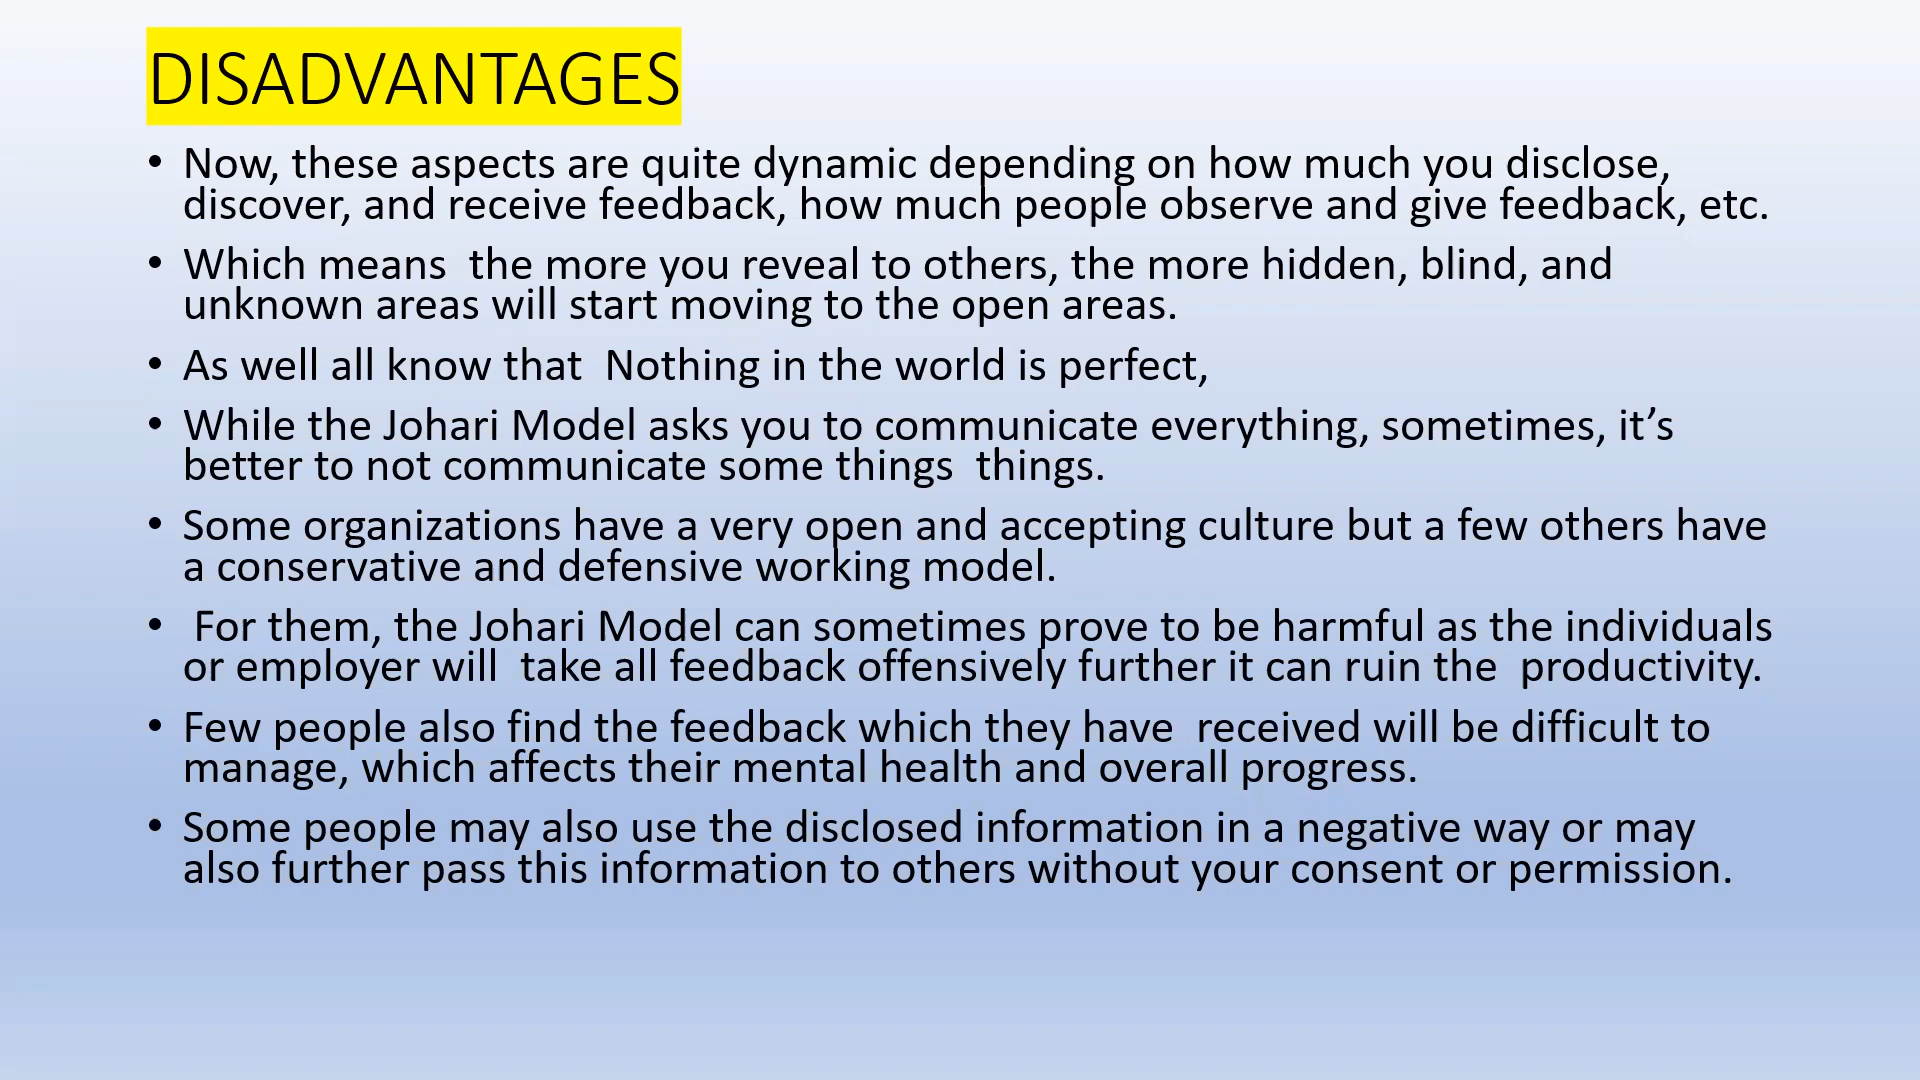 DISADVANTAGES
• Now, these aspects are quite dynamic depending on how much you disclose,
discover, and receive feedback, how much people observe and give feedback, etc.
• Which means  the more you reveal to others, the more hidden, blind, and
unknown areas will start moving to the open areas.
• As well all know that  Nothing in the world is perfect,
• While the Johari Model asks you to communicate everything, sometimes, it’s
better to not communicate some things  things.
• Some organizations have a very open and accepting culture but a few others have
a conservative and defensive working model.
•  For them, the Johari Model can sometimes prove to be harmful as the individuals
or employer will  take all feedback offensively further it can ruin the  productivity.
• Few people also find the feedback which they have  received will be difficult to
manage, which affects their mental health and overall progress.
• Some people may also use the disclosed information in a negative way or may
also further pass this information to others without your consent or permission.